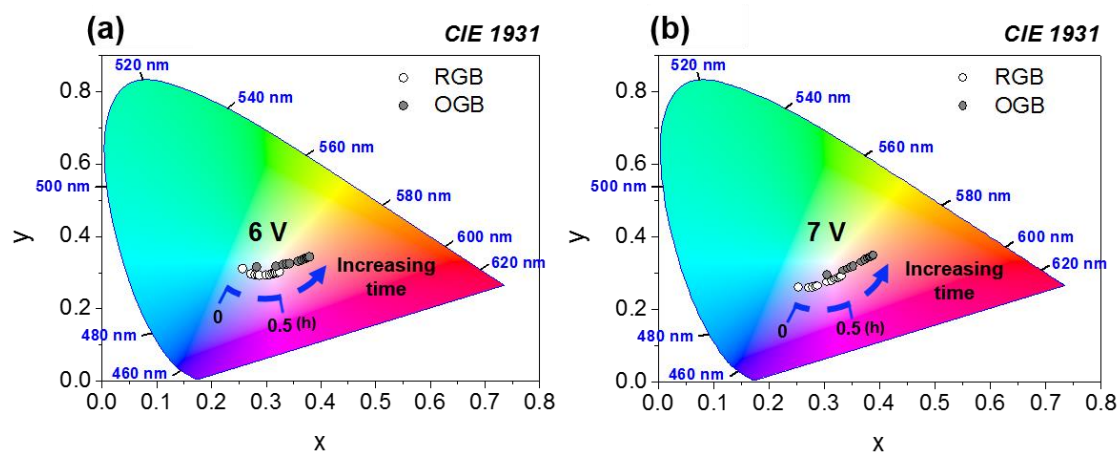 (a)
CIE 1931
RGB
OGB
520 nm
540 nm
560 nm
500 nm
580 nm
600 nm
620 nm
480 nm
460 nm
6 V
Increasing
time
0
0.5 (h)
0.8
0.6
0.4
0.2
0.0
y
0.0 0.1 0.2 0.3 0.4 0.5 0.6 0.7 0.8
x
(b)
CIE 1931
RGB
OGB
520 nm
540 nm
560 nm
500 nm
580 nm
600 nm
620 nm
480 nm
460 nm
7 V
Increasing
time
0
0.5 (h)
0.8
0.6
0.4
0.2
0.0
y
0.0 0.1 0.2 0.3 0.4 0.5 0.6 0.7 0.8
x